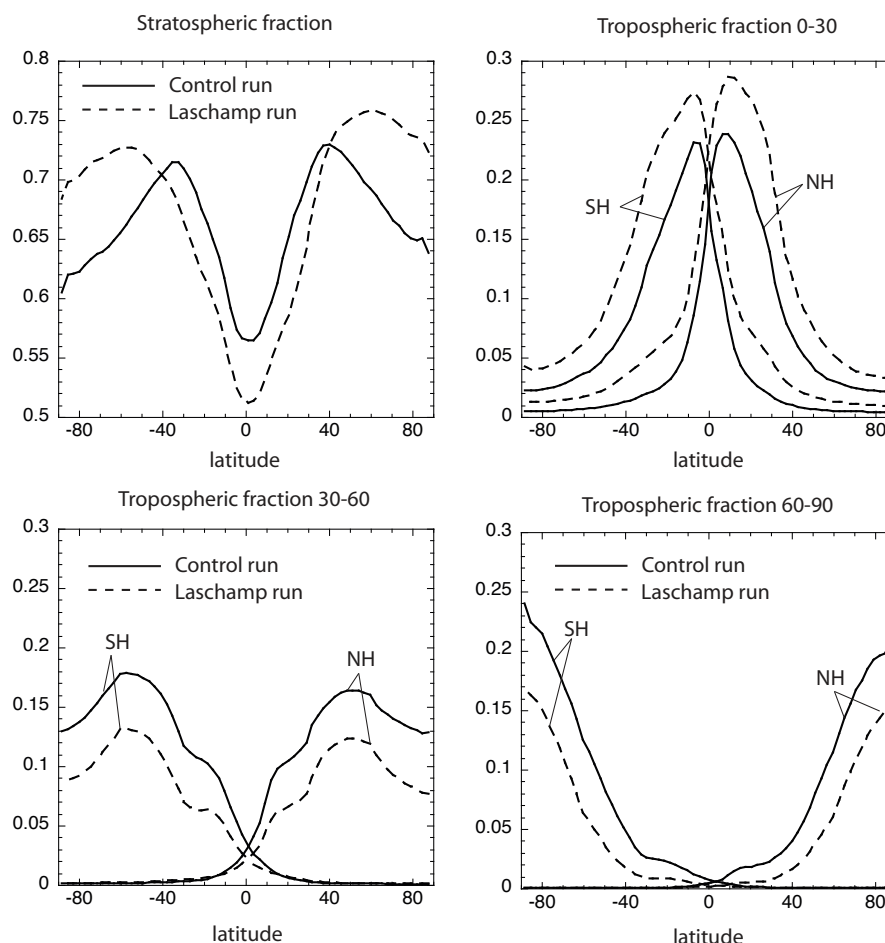 Stratospheric fraction
0.8
0.75
0.7
0.65
0.6
0.55
0.5
Control run
Laschamp run
-80
-40
0
40
80
latitude
Tropospheric fraction 0-30
0.3
0.25
0.2
0.15
0.1
0.05
0
SH
NH
-80
-40
0
40
80
latitude
Tropospheric fraction 30-60
0.3
0.25
0.2
0.15
0.1
0.05
0
Control run
Laschamp run
SH
NH
-80
-40
0
40
80
latitude
Tropospheric fraction 60-90
0.3
0.25
0.2
0.15
0.1
0.05
0
Control run
Laschamp run
SH
NH
-80
-40
0
40
80
latitude